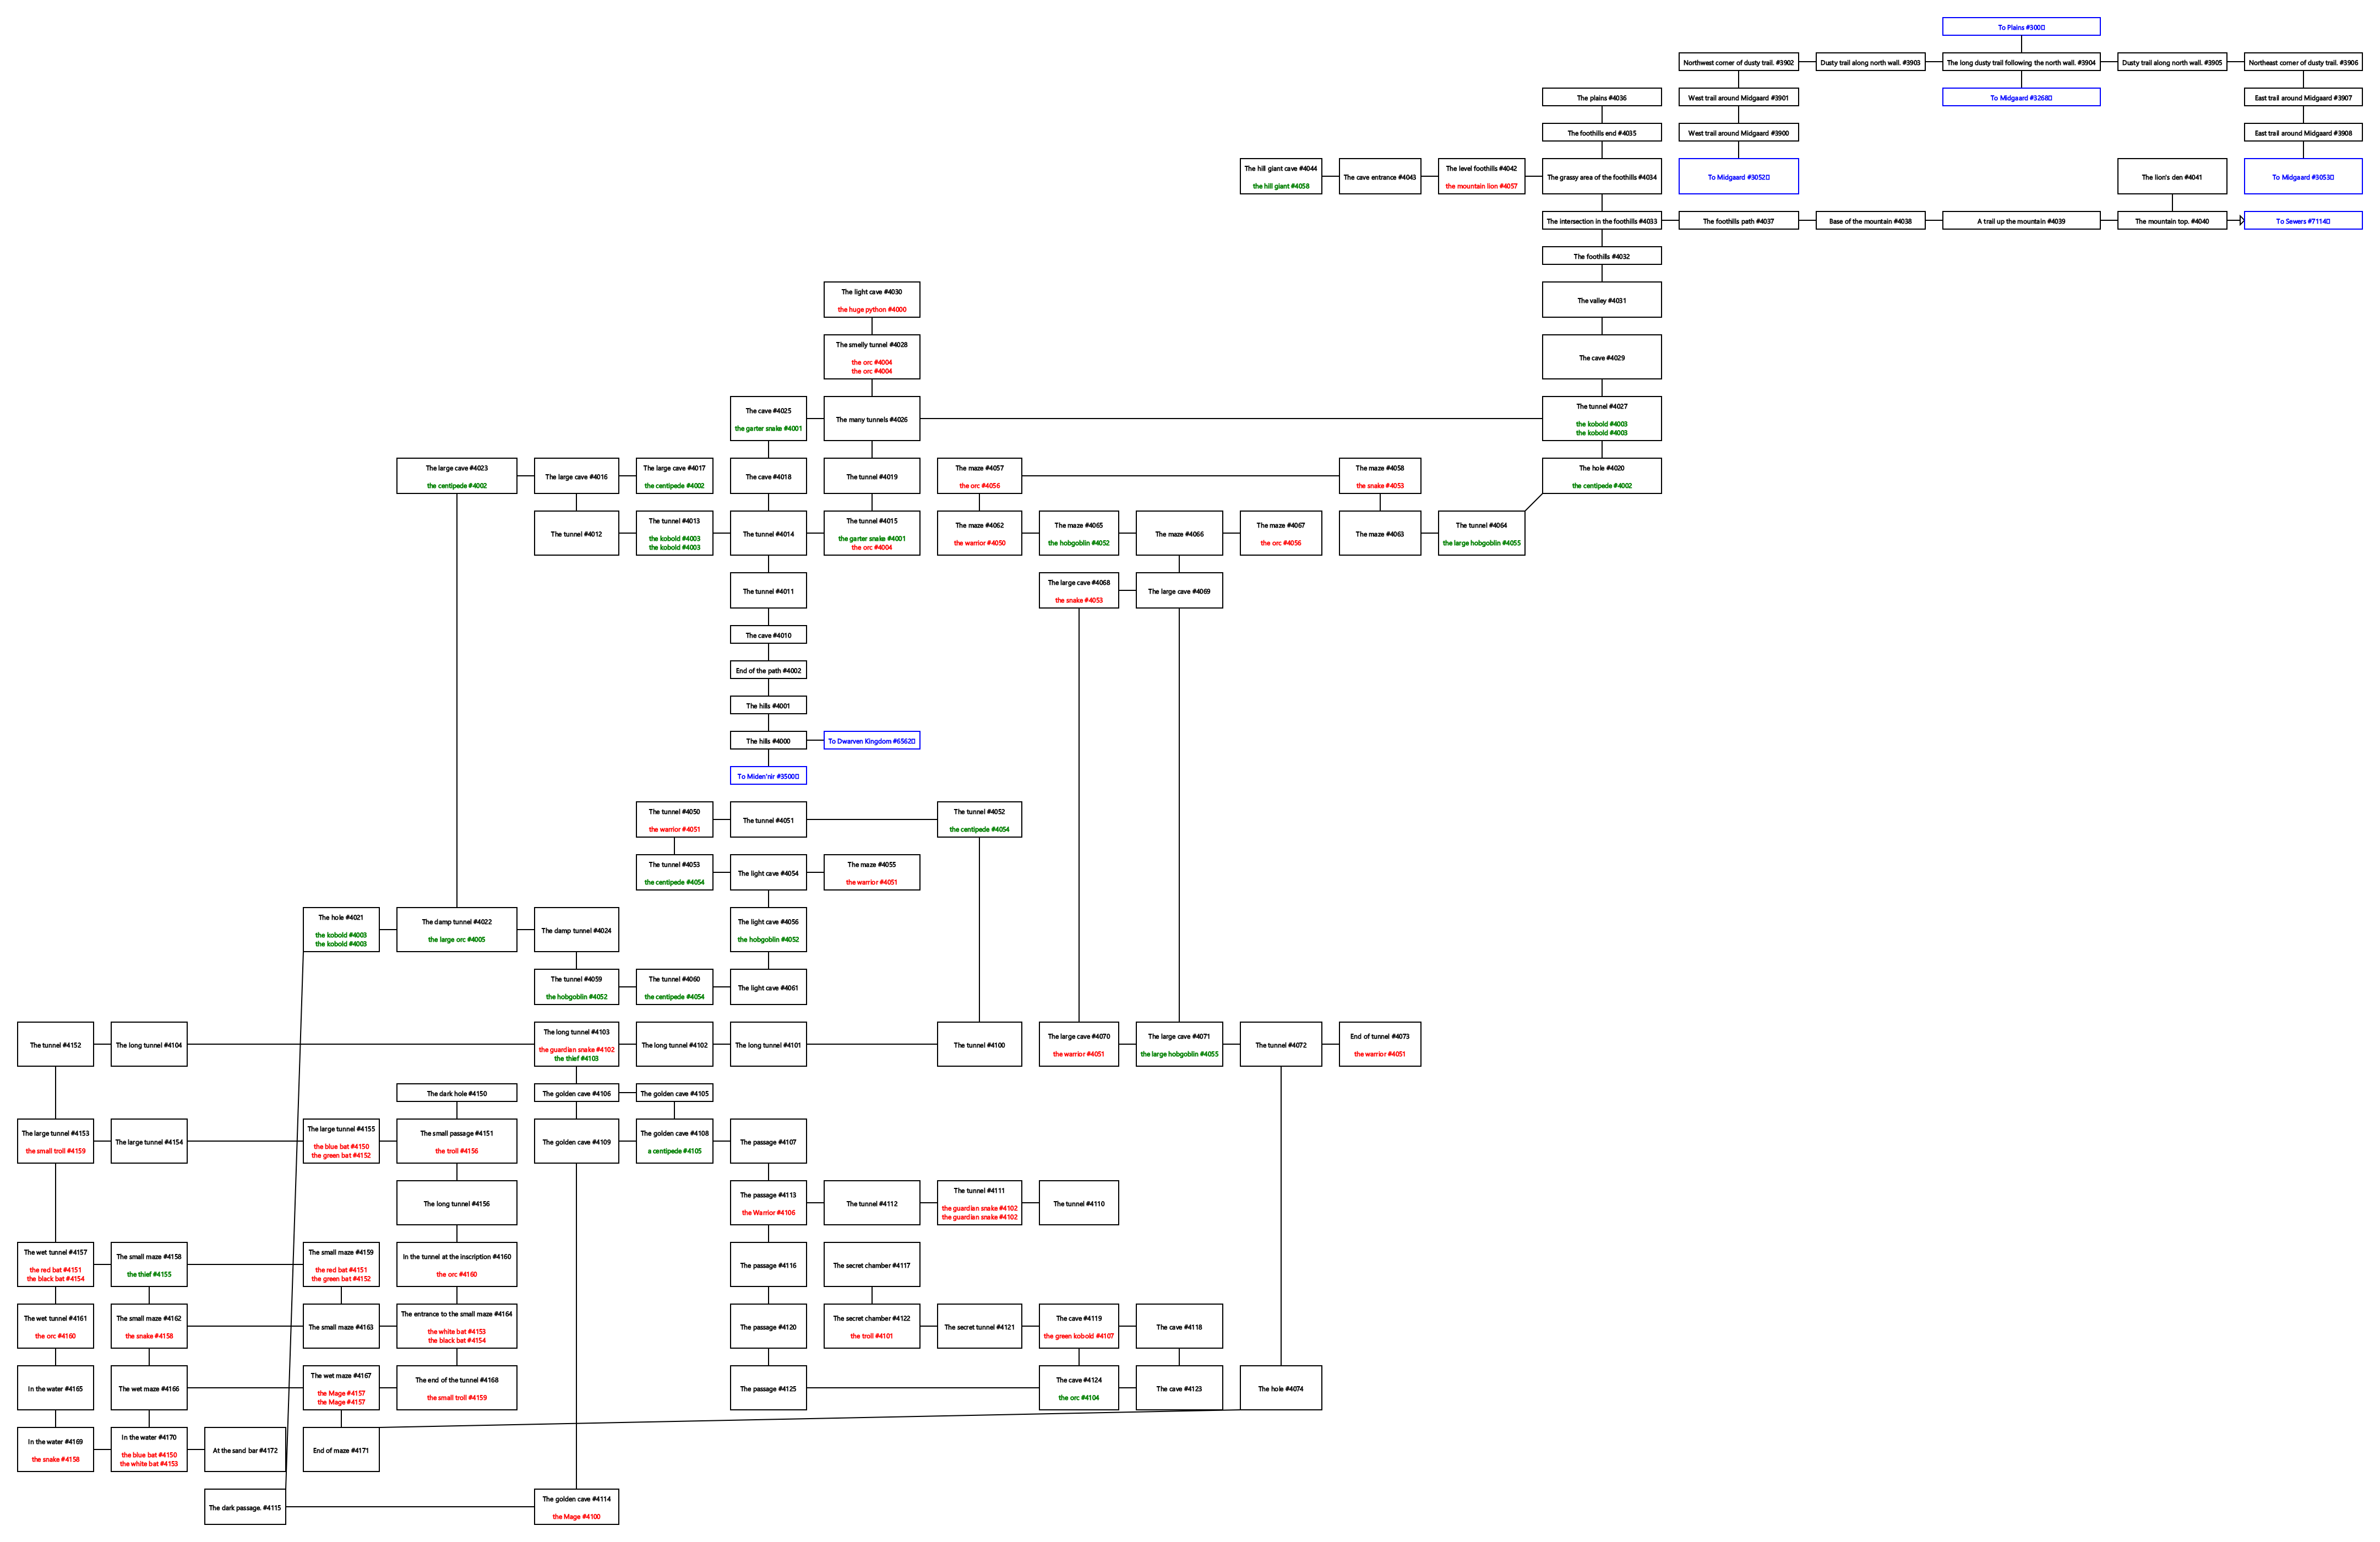 To Plains #300
Northwest corner of dusty trail. #3902
Dusty trail along north wall. #3903
The long dusty trail following the north wall. #3904
Dusty trail along north wall. #3905
Northeast corner of dusty trail. #3906
The plains #4036
West trail around Midgaard #3901
To Midgaard #3268
East trail around Midgaard #3907
The foothills end #4035
West trail around Midgaard #3900
East trail around Midgaard #3908
The hill giant cave #4044
the hill giant #4058
The cave entrance #4043
The level foothills #4042
the mountain lion #4057
The grassy area of the foothills #4034
To Midgaard #3052
The lion's den #4041
To Midgaard #3053
The intersection in the foothills #4033
The foothills path #4037
Base of the mountain #4038
A trail up the mountain #4039
The mountain top. #4040
To Sewers #7114
The foothills #4032
The light cave #4030
the huge python #4000
The valley #4031
The smelly tunnel #4028
the orc #4004
the orc #4004
The cave #4029
The cave #4025
the garter snake #4001
The many tunnels #4026
The tunnel #4027
the kobold #4003
the kobold #4003
The large cave #4023
the centipede #4002
The large cave #4016
The large cave #4017
the centipede #4002
The cave #4018
The tunnel #4019
The maze #4057
the orc #4056
The maze #4058
the snake #4053
The hole #4020
the centipede #4002
The tunnel #4012
The tunnel #4013
the kobold #4003
the kobold #4003
The tunnel #4014
The tunnel #4015
the garter snake #4001
the orc #4004
The maze #4062
the warrior #4050
The maze #4065
the hobgoblin #4052
The maze #4066
The maze #4067
the orc #4056
The maze #4063
The tunnel #4064
the large hobgoblin #4055
The tunnel #4011
The large cave #4068
the snake #4053
The large cave #4069
The cave #4010
End of the path #4002
The hills #4001
The hills #4000
To Dwarven Kingdom #6562
To Miden'nir #3500
The tunnel #4050
the warrior #4051
The tunnel #4051
The tunnel #4052
the centipede #4054
The tunnel #4053
the centipede #4054
The light cave #4054
The maze #4055
the warrior #4051
The hole #4021
the kobold #4003
the kobold #4003
The damp tunnel #4022
the large orc #4005
The damp tunnel #4024
The light cave #4056
the hobgoblin #4052
The tunnel #4059
the hobgoblin #4052
The tunnel #4060
the centipede #4054
The light cave #4061
The tunnel #4152
The long tunnel #4104
The long tunnel #4103
the guardian snake #4102
the thief #4103
The long tunnel #4102
The long tunnel #4101
The tunnel #4100
The large cave #4070
the warrior #4051
The large cave #4071
the large hobgoblin #4055
The tunnel #4072
End of tunnel #4073
the warrior #4051
The dark hole #4150
The golden cave #4106
The golden cave #4105
The large tunnel #4153
the small troll #4159
The large tunnel #4154
The large tunnel #4155
the blue bat #4150
the green bat #4152
The small passage #4151
the troll #4156
The golden cave #4109
The golden cave #4108
a centipede #4105
The passage #4107
The long tunnel #4156
The passage #4113
the Warrior #4106
The tunnel #4112
The tunnel #4111
the guardian snake #4102
the guardian snake #4102
The tunnel #4110
The wet tunnel #4157
the red bat #4151
the black bat #4154
The small maze #4158
the thief #4155
The small maze #4159
the red bat #4151
the green bat #4152
In the tunnel at the inscription #4160
the orc #4160
The passage #4116
The secret chamber #4117
The wet tunnel #4161
the orc #4160
The small maze #4162
the snake #4158
The small maze #4163
The entrance to the small maze #4164
the white bat #4153
the black bat #4154
The passage #4120
The secret chamber #4122
the troll #4101
The secret tunnel #4121
The cave #4119
the green kobold #4107
The cave #4118
In the water #4165
The wet maze #4166
The wet maze #4167
the Mage #4157
the Mage #4157
The end of the tunnel #4168
the small troll #4159
The passage #4125
The cave #4124
the orc #4104
The cave #4123
The hole #4074
In the water #4169
the snake #4158
In the water #4170
the blue bat #4150
the white bat #4153
At the sand bar #4172
End of maze #4171
The dark passage. #4115
The golden cave #4114
the Mage #4100